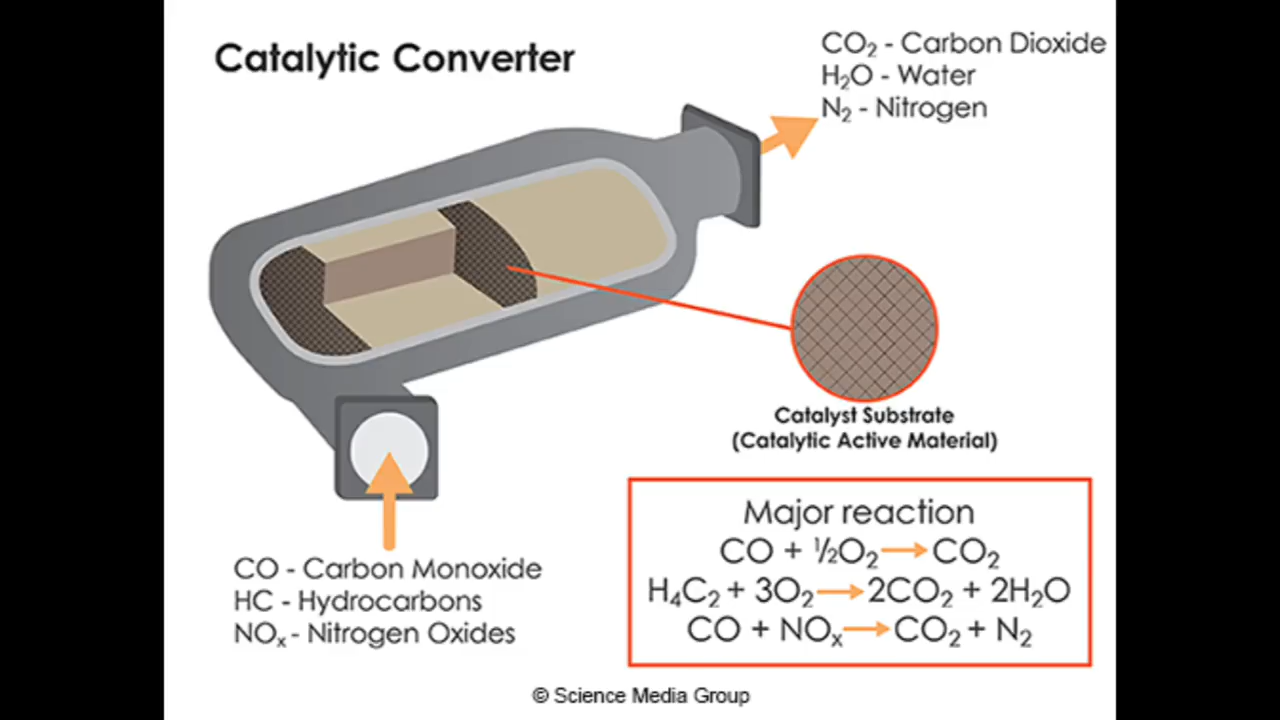 Catalytic Converter
CO₂ - Carbon Dioxide
H₂O - Water
N₂ - Nitrogen
Catalyst Substrate
(Catalytic Active Material)
CO - Carbon Monoxide
HC - Hydrocarbons
NOₓ - Nitrogen Oxides
Major reaction
CO + ½O₂ → CO₂
H₄C₂ + 3O₂ → 2CO₂ + 2H₂O
CO + NOₓ → CO₂ + N₂
© Science Media Group